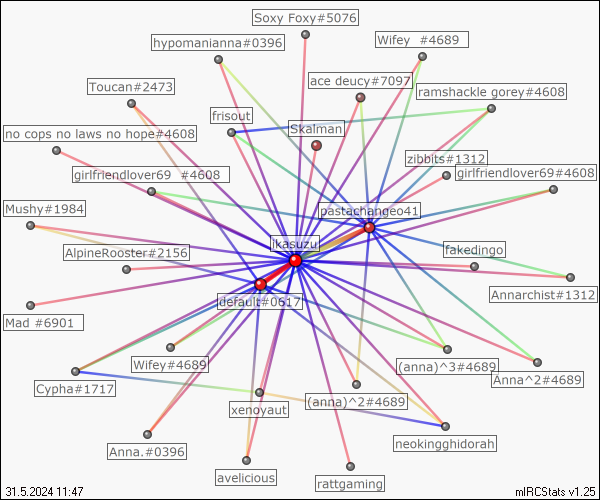 Soxy Foxy#5076
hypomanianna#0396
Wifey #4689
ace deucy#7097
Toucan#2473
ramshackle gorey#4608
frisout
Skalman
no cops no laws no hope#4608
zibbits#1312
girlfriendlover69 #4608
girlfriendlover69#4608
Mushy#1984
pastachangeo41
ikasuzu
AlpineRooster#2156
fakedingo
Annarchist#1312
default#0617
Mad #6901
Wifey#4689
(anna)^3#4689
Anna^2#4689
Cypha#1717
xenoyaut
(anna)^2#4689
neokingghidorah
Anna.#0396
avelicious
rattgaming
31.5.2024 11:47
mIRCStats v1.25